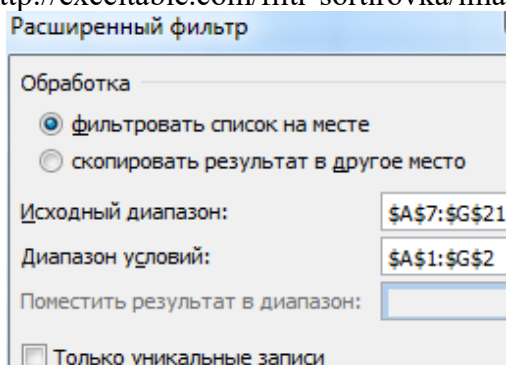 Расширенный фильтр
Обработка
фильтровать список на месте
скопировать результат в другое место
Исходный диапазон: $A$7:$G$21
Диапазон условий: $A$1:$G$2
Поместить результат в диапазон:
Только уникальные записи